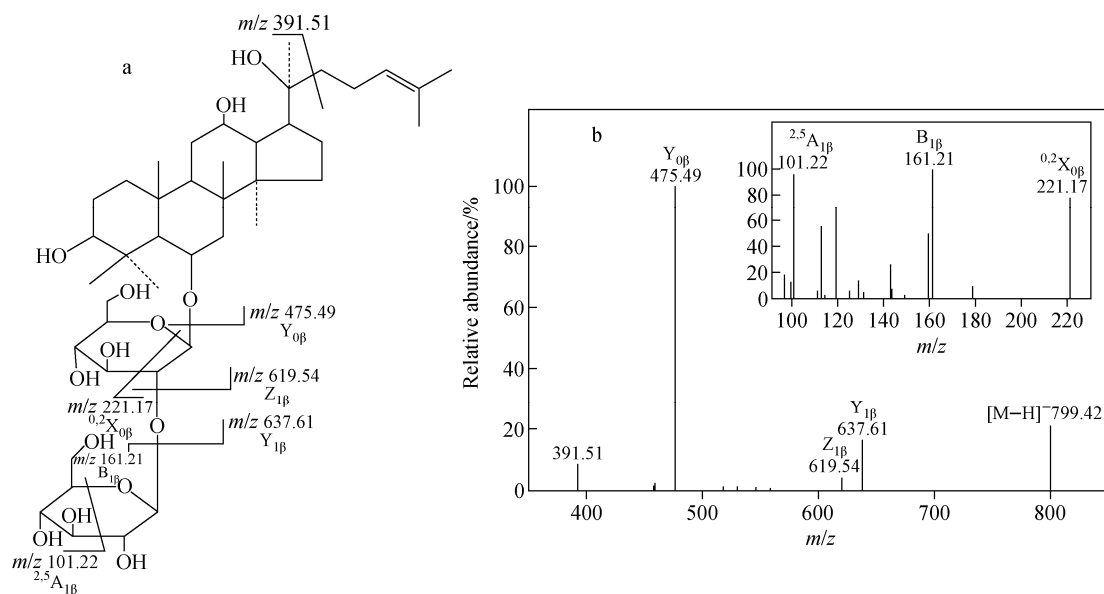 m/z 391.51
a
HO
OH
HO
OH
O
O
m/z 475.49
Y0β
OH
OH
m/z 619.54
Z1β
m/z 221.17
0,2X0β
O
m/z 637.61
Y1β
OH
m/z 161.21
B1β
O
OH
OH
OH
m/z 101.22
2,5A1β
b
Relative abundance/%
100
80
60
40
20
0
400
500
600
700
800
m/z
391.51
Y0β
475.49
Z1β
619.54
Y1β
637.61
[M−H]−799.42
2,5A1β
101.22
B1β
161.21
0,2X0β
221.17
100
80
60
40
20
0
100
120
140
160
180
200
220
m/z